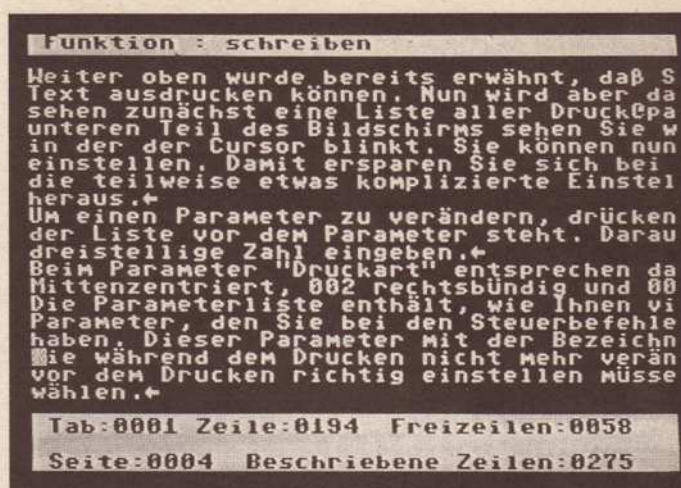 Funktion : schreiben
Weiter oben wurde bereits erwähnt, daß S
Text ausdrucken können. Nun wird aber da
sehen zunächst eine Liste aller Druck@pa
unteren Teil des Bildschirms sehen Sie w
in der der Cursor blinkt. Sie können nun
einstellen. Damit ersparen Sie sich bei
die teilweise etwas komplizierte Einstel
heraus.←
Um einen Parameter zu verändern, drücken
der Liste vor dem Parameter steht. Darau
dreistellige Zahl eingeben.←
Beim Parameter "Druckart" entsprechen da
Mittenzentriert, 002 rechtsbündig und 00
Die Parameterliste enthält, wie Ihnen vi
Parameter, den Sie bei den Steuerbefehle
haben. Dieser Parameter mit der Bezeichn
ie während dem Drucken nicht mehr verän
vor dem Drucken richtig einstellen müsse
wählen.←
Tab:0001 Zeile:0194 Freizeilen:0058
Seite:0004 Beschriebene Zeilen:0275